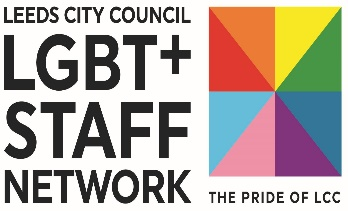 LEEDS CITY COUNCIL
LGBT+
STAFF
NETWORK
THE PRIDE OF LCC